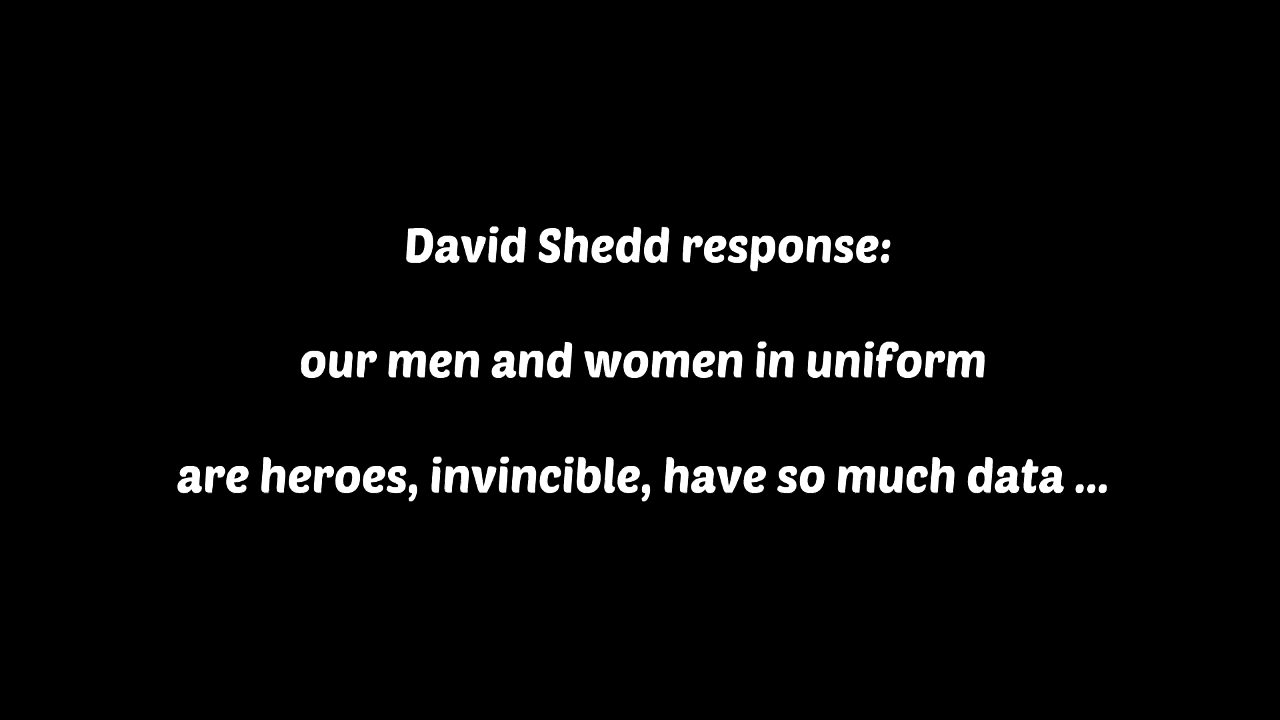 David Shedd response:
our men and women in uniform
are heroes, invincible, have so much data ...